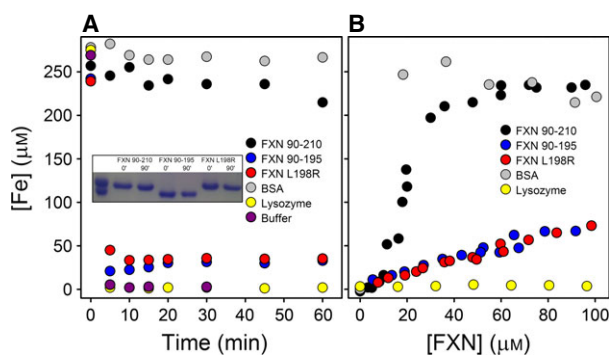 A
B
[Fe] (μM)
250
200
150
100
50
0
FXN 90-210 FXN 90-195 FXN L198R
0' 90' 0' 90' 0' 90'
FXN 90-210
FXN 90-195
FXN L198R
BSA
Lysozyme
Buffer
0 10 20 30 40 50 60
Time (min)
FXN 90-210
FXN 90-195
FXN L198R
BSA
Lysozyme
0 20 40 60 80 100
[FXN] (μM)